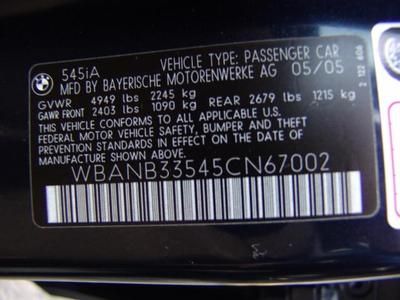 545iA VEHICLE TYPE: PASSENGER CAR
MFD BY BAYERISCHE MOTORENWERKE AG 05/05
GVWR 4949 lbs 2245 kg
GAWR FRONT 2403 lbs 1090 kg REAR 2679 lbs 1215 kg
THIS VEHICLE CONFORMS TO ALL APPLICABLE U.S.
FEDERAL MOTOR VEHICLE SAFETY, BUMPER AND THEFT
PREVENTION STANDARDS IN EFFECT ON THE DATE OF
MANUFACTURE SHOWN ABOVE.
WBANB33545CN67002